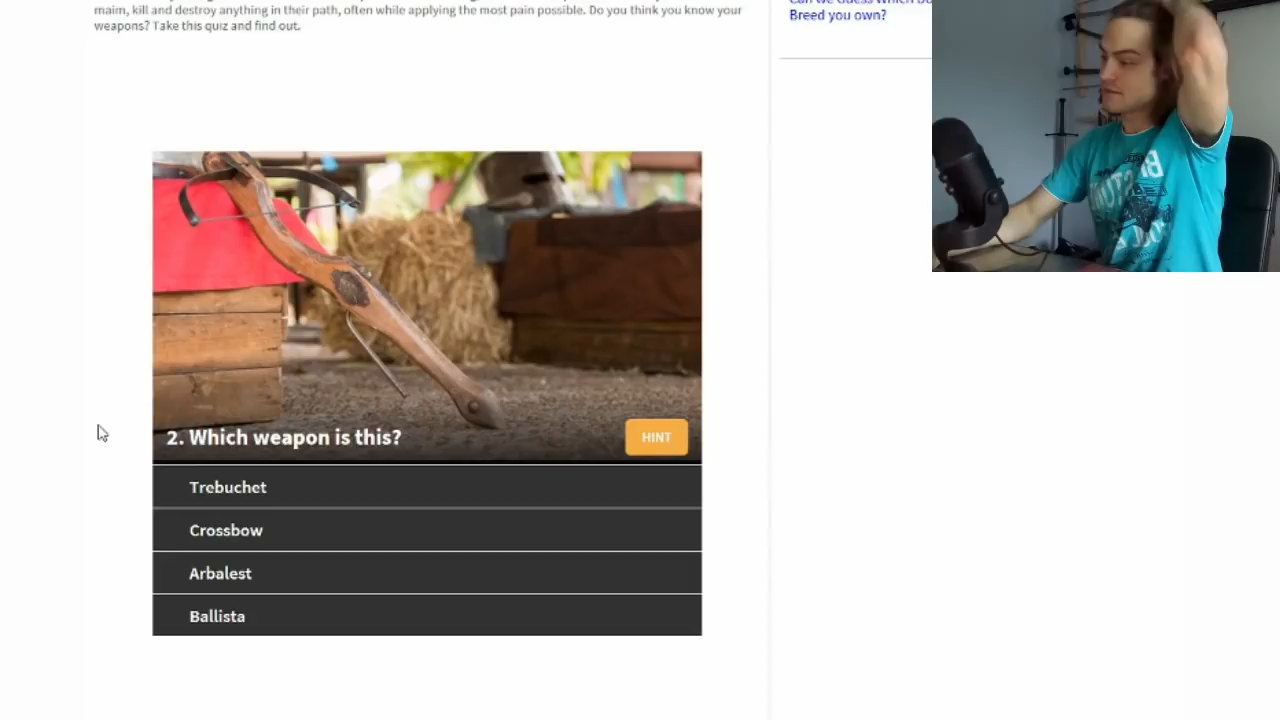 maim, kill and destroy anything in their path, often while applying the most pain possible. Do you think you know your
weapons? Take this quiz and find out.
Breed you own?
2. Which weapon is this?
HINT
Trebuchet
Crossbow
Arbalest
Ballista